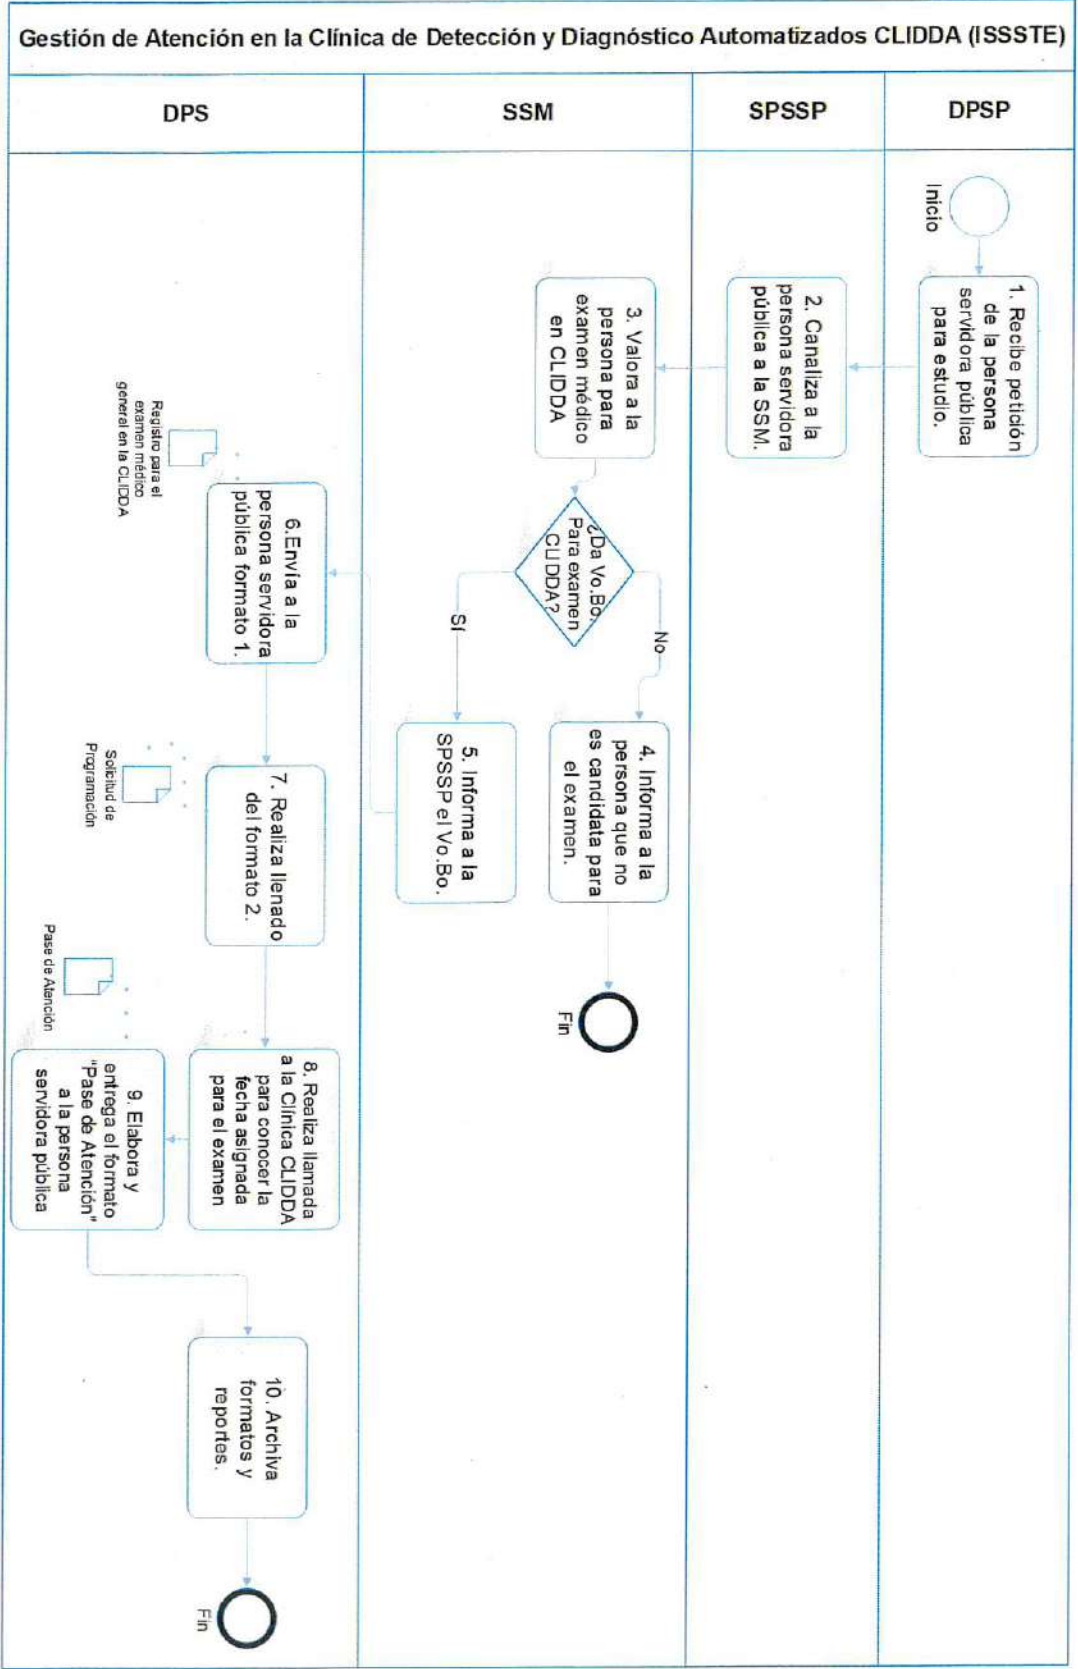 Gestión de Atención en la Clínica de Detección y Diagnóstico Automatizados CLIDDA (ISSSTE)
DPS
SSM
SPSSP
DPSP
Inicio
1. Recibe petición
de la persona
servidora pública
para estudio.
2. Canaliza a la
persona servidora
pública a la SSM.
3. Valora a la
persona para
examen médico
en CLIDDA
¿Da Vo.Bo.
Para examen
CLIDDA?
No
Sí
4. Informa a la
persona que no
es candidata para
el examen.
Fin
5. Informa a la
SPSSP el Vo.Bo.
6.Envía a la
persona servidora
pública formato 1.
Registro para el
examen médico
general en la CLIDDA
7. Realiza llenado
del formato 2.
Solicitud de
Programación
8. Realiza llamada
a la Clínica CLIDDA
para conocer la
fecha asignada
para el examen
9. Elabora y
entrega el formato
"Pase de Atención"
a la persona
servidora pública
Pase de Atención
10. Archiva
formatos y
reportes.
Fin